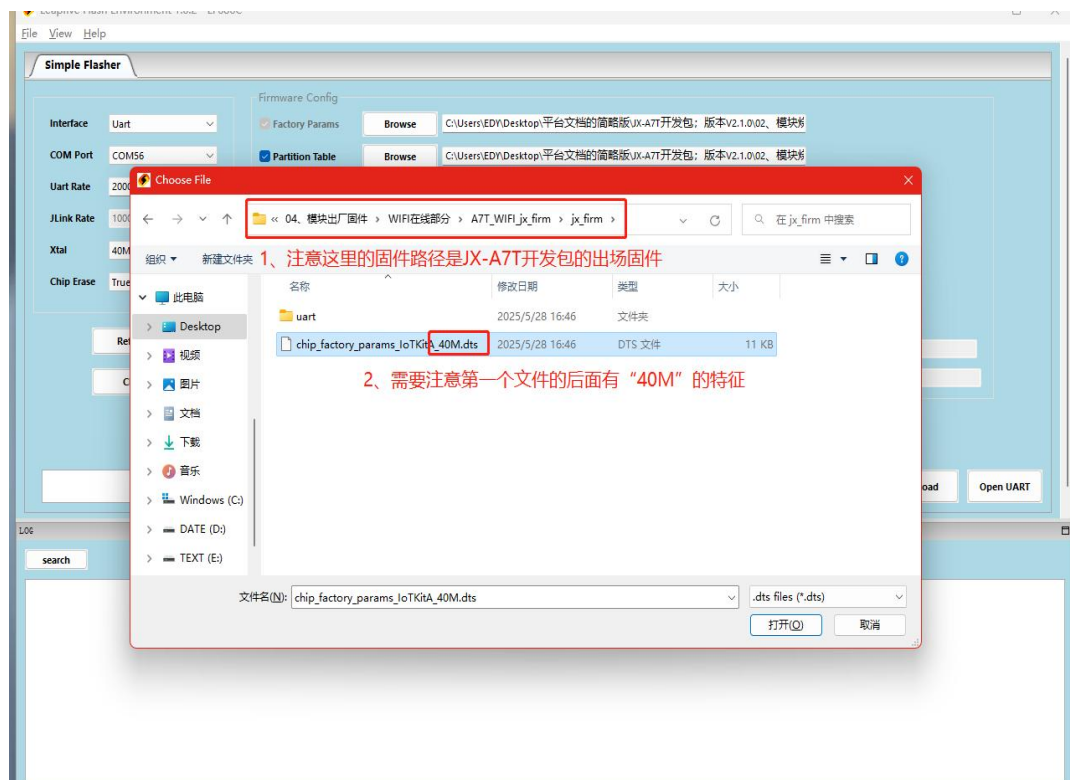 File View Help
Simple Flasher
Firmware Config
Interface Uart
Factory Params Browse C:\Users\EDY\Desktop\平台文档的简略版\JX-A7T开发包；版本V2.1.0\02、模块
COM Port COM56
Partition Table Browse C:\Users\EDY\Desktop\平台文档的简略版\JX-A7T开发包；版本V2.1.0\02、模块
Uart Rate 2000
JLink Rate 1000
Xtal 40M
Chip Erase True
Choose File
« 04、模块出厂固件 › WIFI在线部分 › A7T_WIFI_jx_firm › jx_firm ›
在 jx_firm 中搜索
组织 新建文件夹
1、注意这里的固件路径是JX-A7T开发包的出场固件
名称 修改日期 类型 大小
uart 2025/5/28 16:46 文件夹
chip_factory_params_IoTKitA_40M.dts 2025/5/28 16:46 DTS 文件 11 KB
2、需要注意第一个文件的后面有“40M”的特征
此电脑
Desktop
视频
图片
文档
下载
音乐
Windows (C:)
DATE (D:)
TEXT (E:)
Open UART
LOG
search
文件名(N): chip_factory_params_IoTKitA_40M.dts .dts files (*.dts)
打开(O) 取消